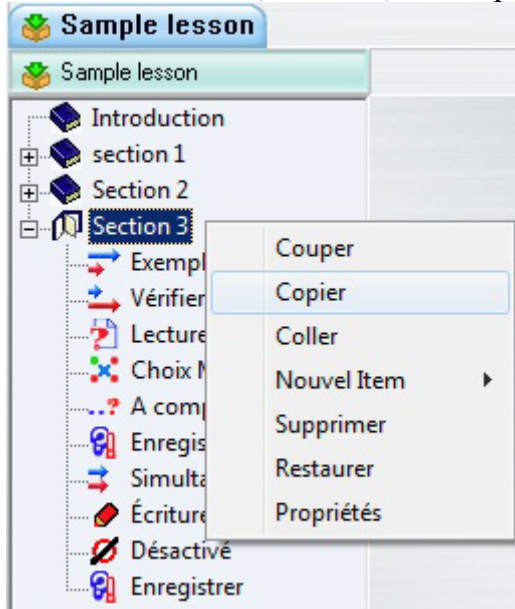 Sample lesson
Sample lesson
Introduction
section 1
Section 2
Section 3
Exempl
Vérifier
Lecture
Choix M
A comp
Enregis
Simulta
Écriture
Désactivé
Enregistrer
Couper
Copier
Coller
Nouvel Item
Supprimer
Restaurer
Propriétés